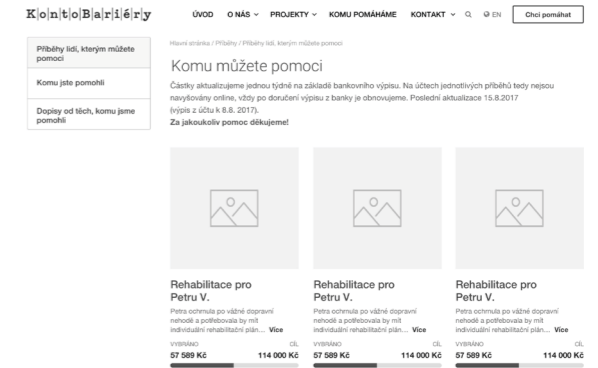 K|o|n|t|o|B|a|r|i|é|r|y
ÚVOD O NÁS PROJEKTY KOMU POMÁHÁME KONTAKT EN Chci pomáhat
Příběhy lidí, kterým můžete
pomoci
Komu jste pomohli
Dopisy od těch, komu jsme
pomohli
Hlavní stránka / Příběhy / Příběhy lidí, kterým můžete pomoci
Komu můžete pomoci
Částky aktualizujeme jednou týdně na základě bankovního výpisu. Na účtech jednotlivých příběhů tedy nejsou
navyšovány online, vždy po doručení výpisu z banky je obnovujeme. Poslední aktualizace 15.8.2017
(výpis z účtu k 6.8. 2017).
Za jakoukoliv pomoc děkujeme!
Rehabilitace pro
Petru V.
Petra ochrnula po vážné dopravní
nehodě a potřebovala by mít
individuální rehabilitační plán… Více
VYBRÁNO CÍL
57 589 Kč 114 000 Kč
Rehabilitace pro
Petru V.
Petra ochrnula po vážné dopravní
nehodě a potřebovala by mít
individuální rehabilitační plán… Více
VYBRÁNO CÍL
57 589 Kč 114 000 Kč
Rehabilitace pro
Petru V.
Petra ochrnula po vážné dopravní
nehodě a potřebovala by mít
individuální rehabilitační plán… Více
VYBRÁNO CÍL
57 589 Kč 114 000 Kč